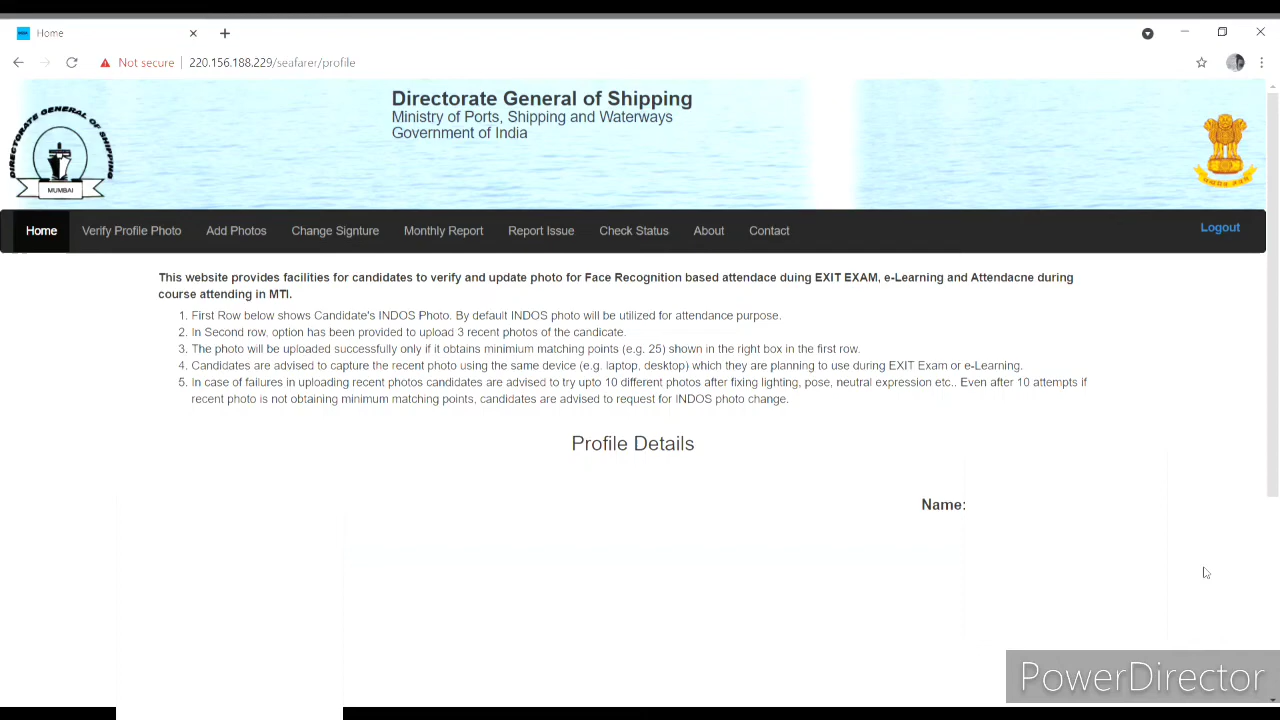 Home
Not secure
220.156.188.229/seafarer/profile
DIRECTORATE GENERAL OF SHIPPING
MUMBAI
Directorate General of Shipping
Ministry of Ports, Shipping and Waterways
Government of India
Home Verify Profile Photo Add Photos Change Signture Monthly Report Report Issue Check Status About Contact Logout
This website provides facilities for candidates to verify and update photo for Face Recognition based attendace duing EXIT EXAM, e-Learning and Attendacne during
course attending in MTI.
1. First Row below shows Candidate's INDOS Photo. By default INDOS photo will be utilized for attendance purpose.
2. In Second row, option has been provided to upload 3 recent photos of the candicate.
3. The photo will be uploaded successfully only if it obtains minimium matching points (e.g. 25) shown in the right box in the first row.
4. Candidates are advised to capture the recent photo using the same device (e.g. laptop, desktop) which they are planning to use during EXIT Exam or e-Learning.
5. In case of failures in uploading recent photos candidates are advised to try upto 10 different photos after fixing lighting, pose, neutral expression etc.. Even after 10 attempts if
recent photo is not obtaining minimum matching points, candidates are advised to request for INDOS photo change.
Profile Details
Name:
PowerDirector